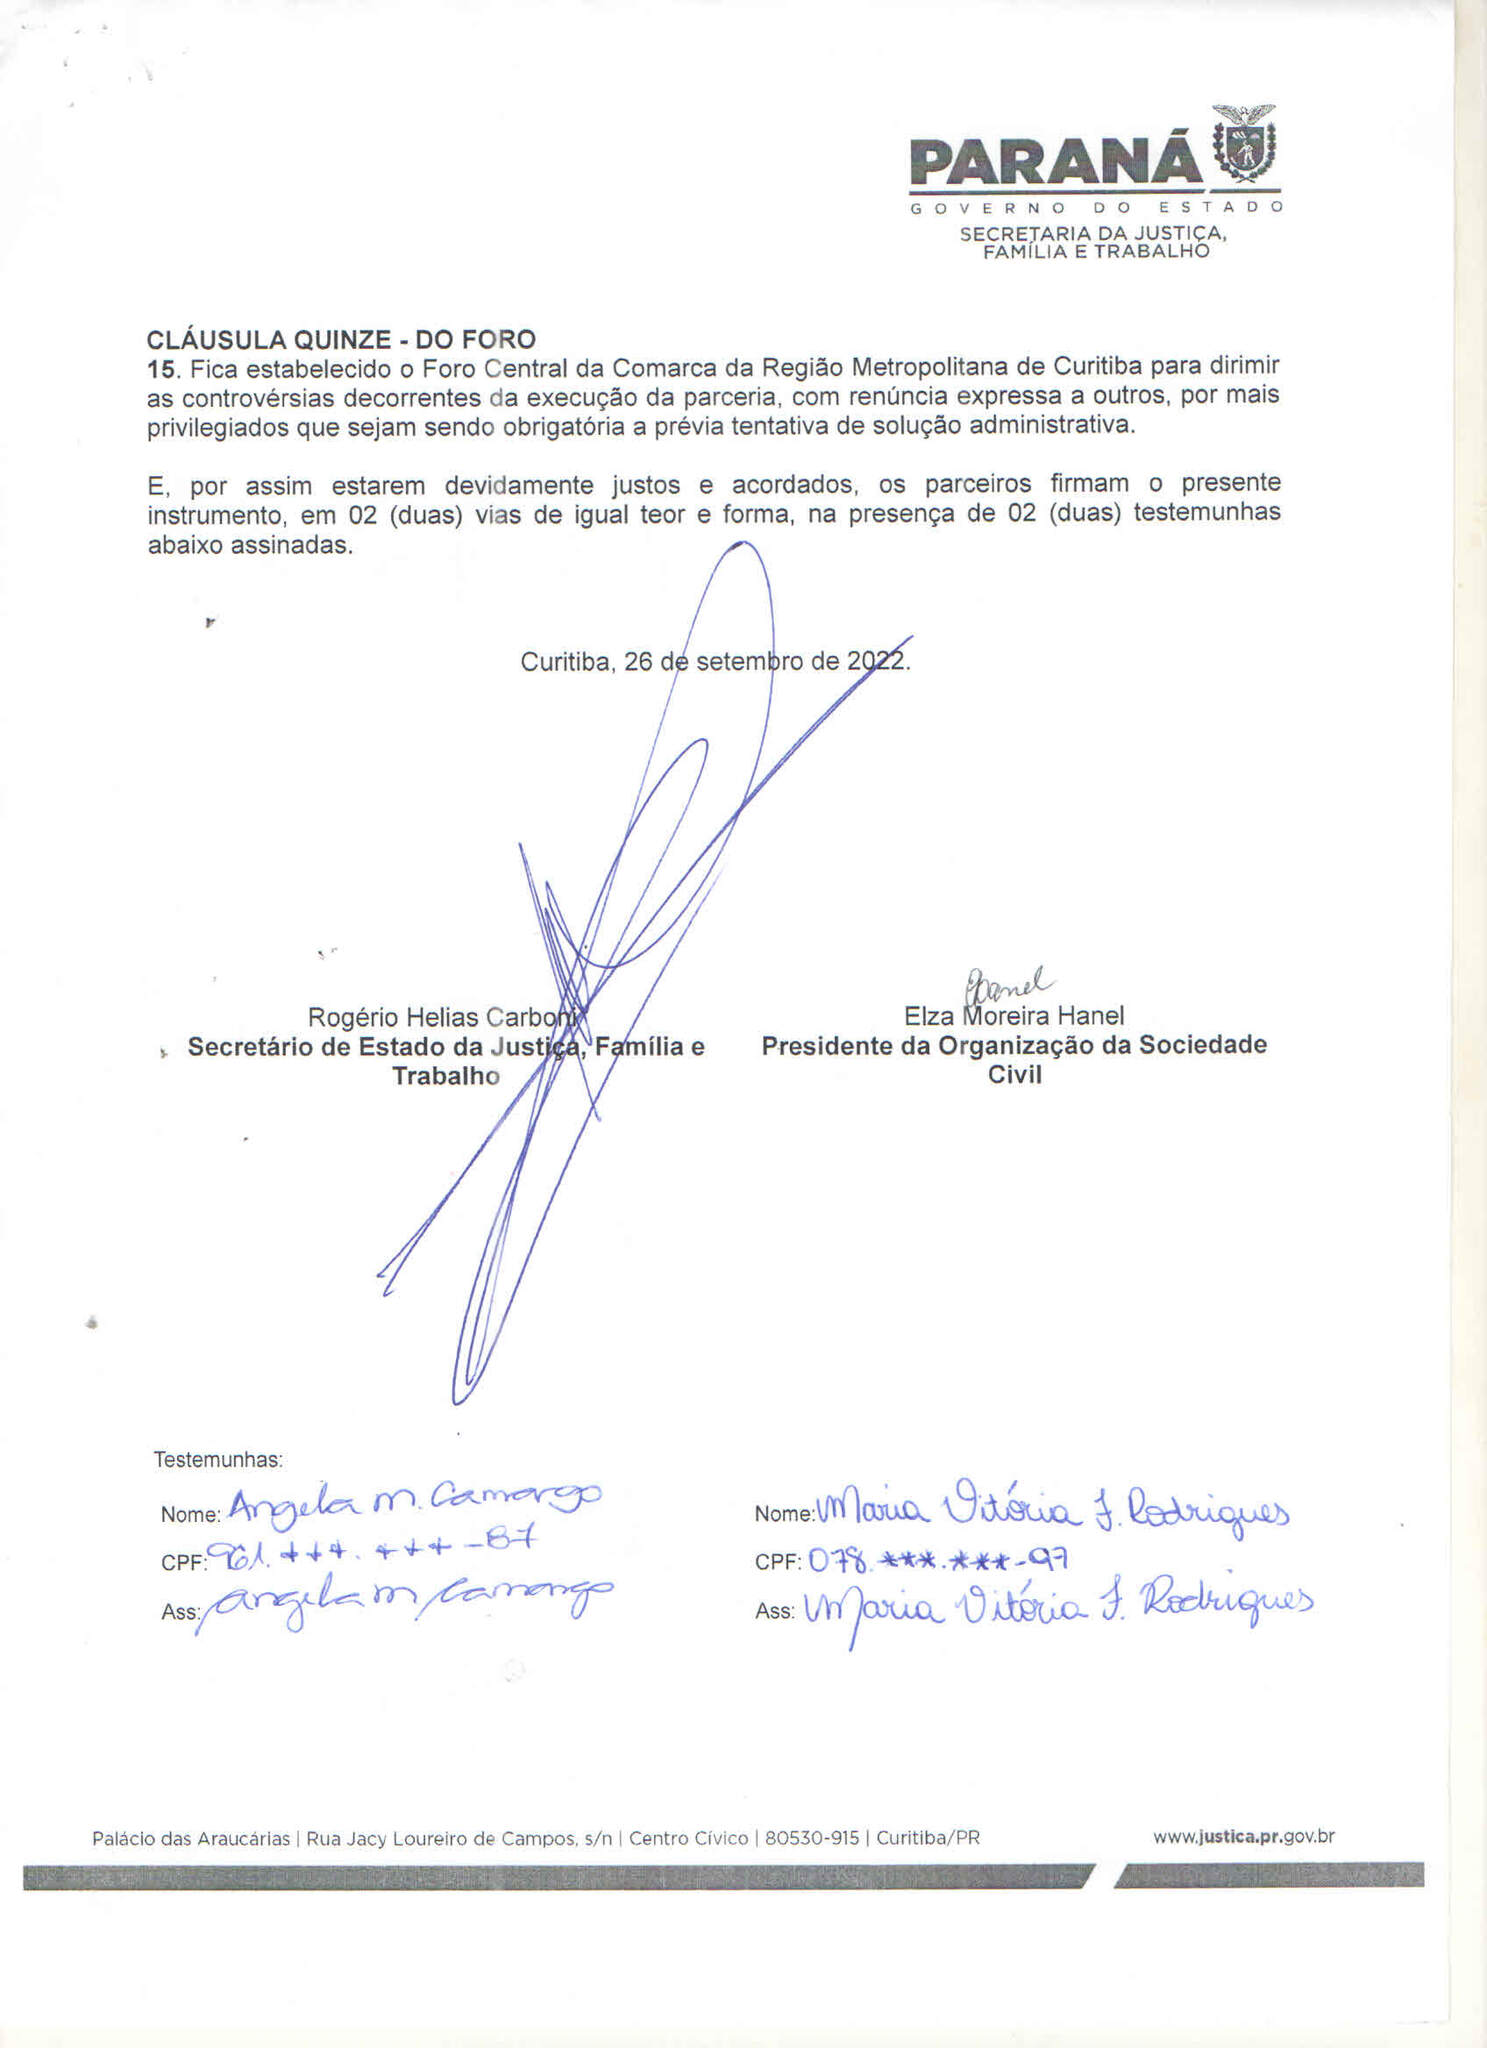 PARANÁ
GOVERNO DO ESTADO
SECRETARIA DA JUSTIÇA,
FAMÍLIA E TRABALHO
CLÁUSULA QUINZE - DO FORO
15. Fica estabelecido o Foro Central da Comarca da Região Metropolitana de Curitiba para dirimir
as controvérsias decorrentes da execução da parceria, com renúncia expressa a outros, por mais
privilegiados que sejam sendo obrigatória a prévia tentativa de solução administrativa.
E, por assim estarem devidamente justos e acordados, os parceiros firmam o presente
instrumento, em 02 (duas) vias de igual teor e forma, na presença de 02 (duas) testemunhas
abaixo assinadas.
Curitiba, 26 de setembro de 2022.
Rogério Helias Carboni
Secretário de Estado da Justiça, Família e
Trabalho
EHanel
Elza Moreira Hanel
Presidente da Organização da Sociedade
Civil
Testemunhas:
Nome: Angela M. Camargo
CPF: 961.***.***-87
Ass: Angela M Camargo
Nome: Maria Vitória F. Rodrigues
CPF: 078.***.***-97
Ass: Maria Vitória F. Rodrigues
Palácio das Araucárias | Rua Jacy Loureiro de Campos, s/n | Centro Cívico | 80530-915 | Curitiba/PR
www.justica.pr.gov.br